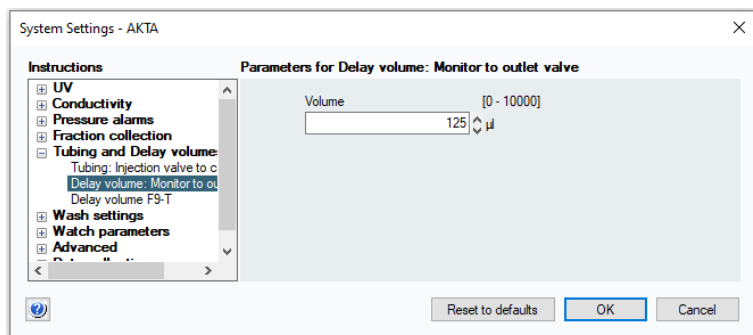 System Settings - AKTA
Instructions
UV
Conductivity
Pressure alarms
Fraction collection
Tubing and Delay volume
Tubing: Injection valve to c
Delay volume: Monitor to ou
Delay volume F9-T
Wash settings
Watch parameters
Advanced
Parameters for Delay volume: Monitor to outlet valve
Volume [0 - 10000]
125 µl
Reset to defaults OK Cancel